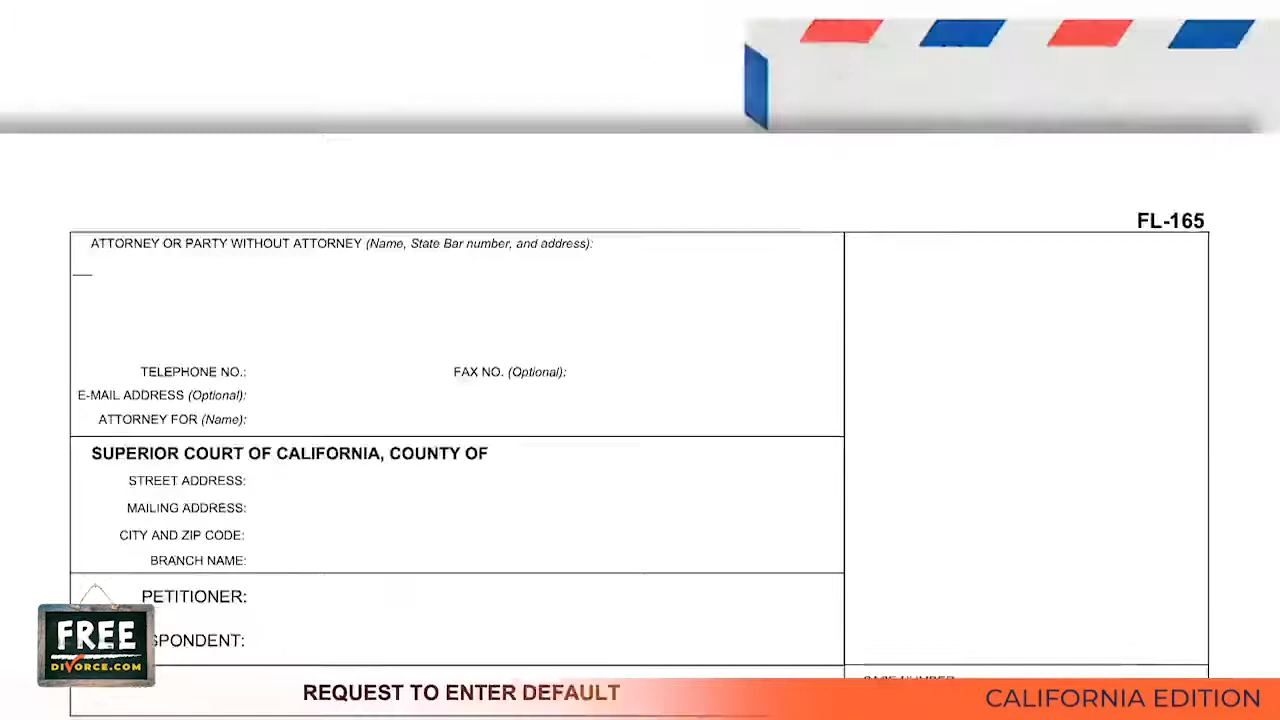 FL-165
ATTORNEY OR PARTY WITHOUT ATTORNEY (Name, State Bar number, and address):
TELEPHONE NO.: FAX NO. (Optional):
E-MAIL ADDRESS (Optional):
ATTORNEY FOR (Name):
SUPERIOR COURT OF CALIFORNIA, COUNTY OF
STREET ADDRESS:
MAILING ADDRESS:
CITY AND ZIP CODE:
BRANCH NAME:
PETITIONER:
SPONDENT:
FREE
DIVORCE.COM
CASE NUMBER
REQUEST TO ENTER DEFAULT
CALIFORNIA EDITION